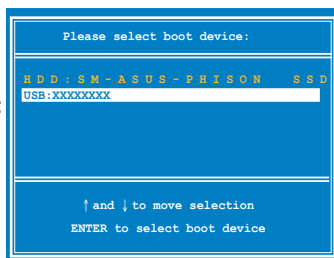 Please select boot device:
HDD:SM-ASUS-PHISON SSD
USB:XXXXXXXX
↑and ↓to move selection
ENTER to select boot device